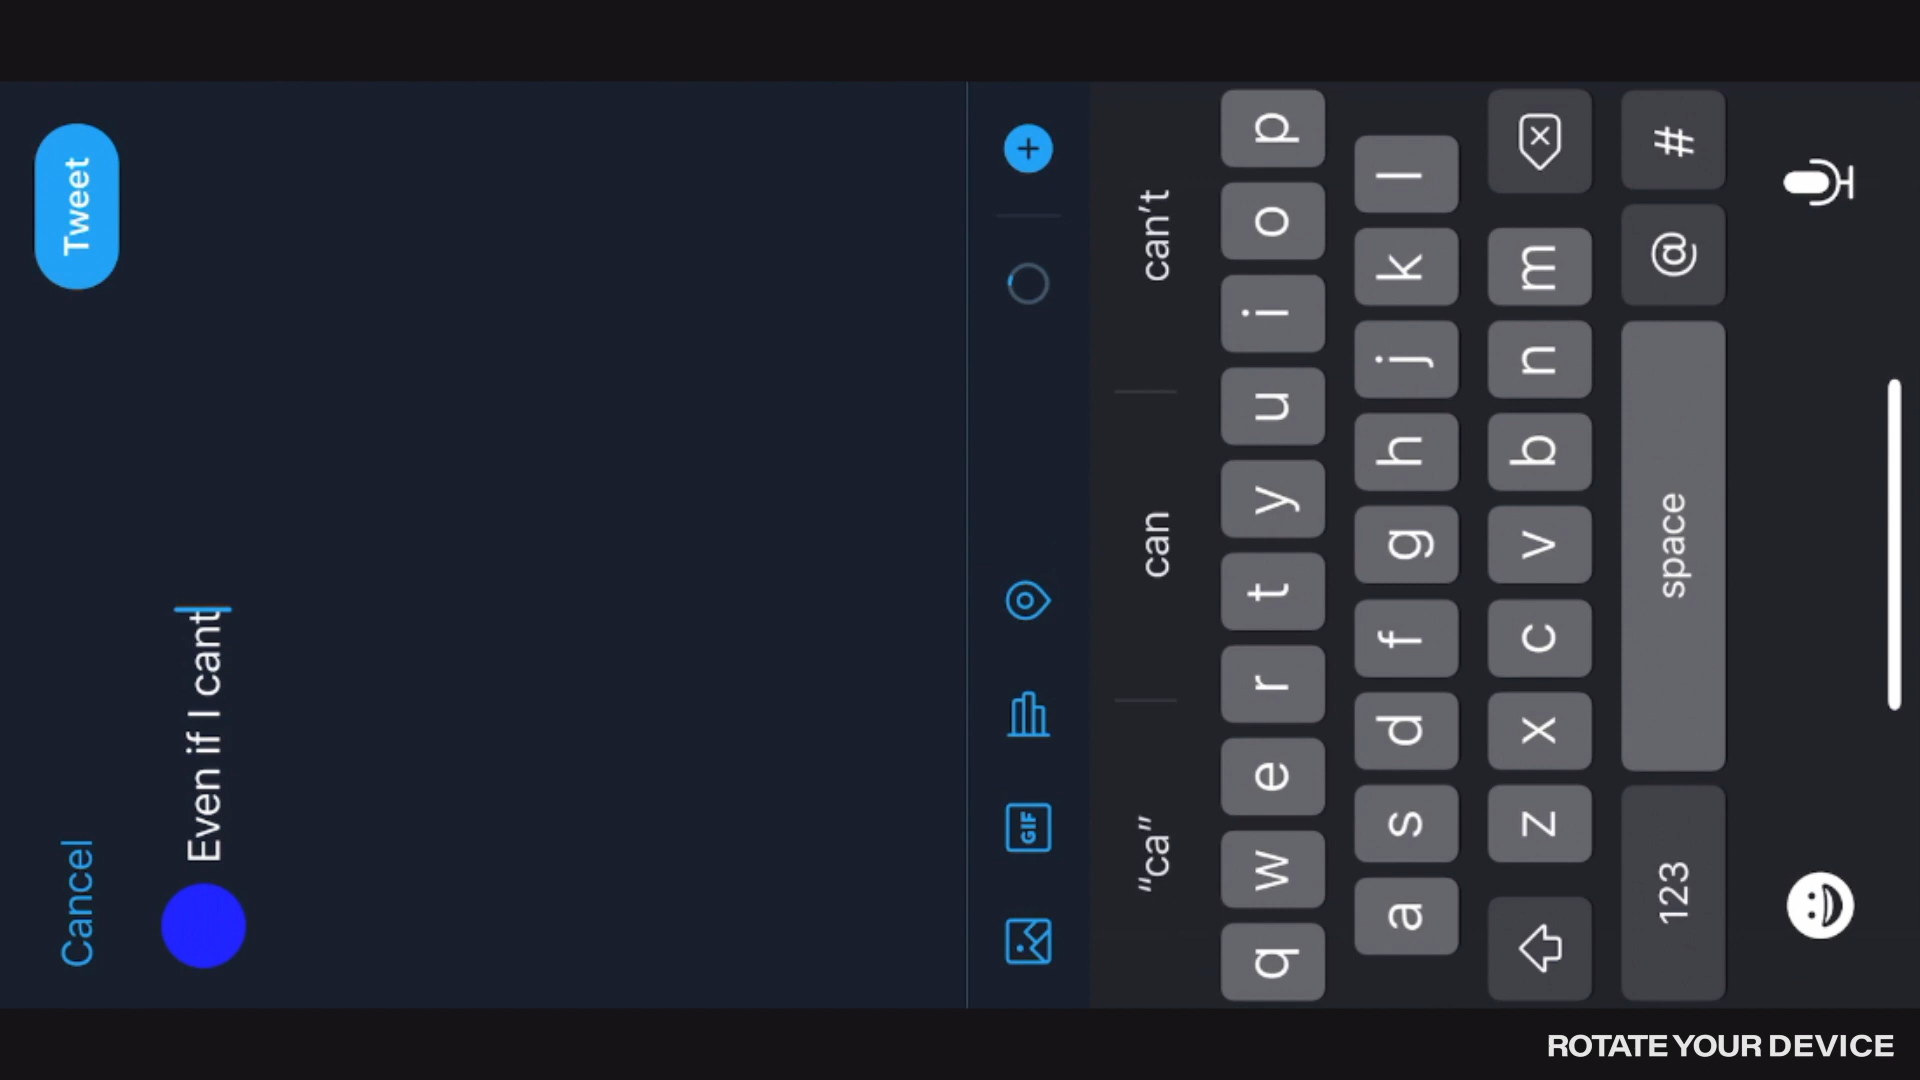 Cancel
Tweet
Even if I cant
GIF
"ca" can can't
q w e r t y u i o p
a s d f g h j k l
z x c v b n m
123 space @ #
ROTATE YOUR DEVICE